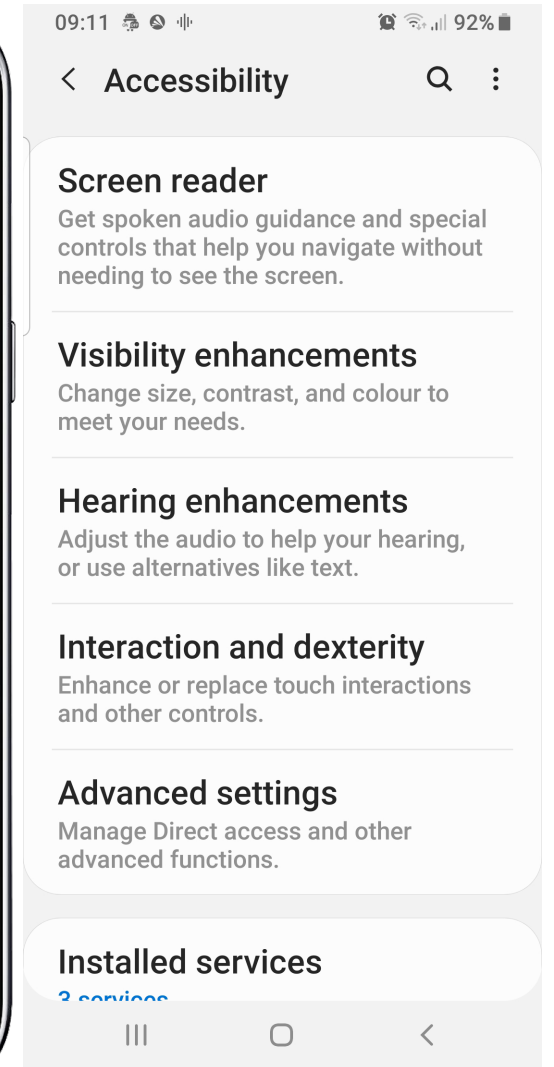 09:11 92%
Accessibility
Screen reader
Get spoken audio guidance and special
controls that help you navigate without
needing to see the screen.
Visibility enhancements
Change size, contrast, and colour to
meet your needs.
Hearing enhancements
Adjust the audio to help your hearing,
or use alternatives like text.
Interaction and dexterity
Enhance or replace touch interactions
and other controls.
Advanced settings
Manage Direct access and other
advanced functions.
Installed services
3 services